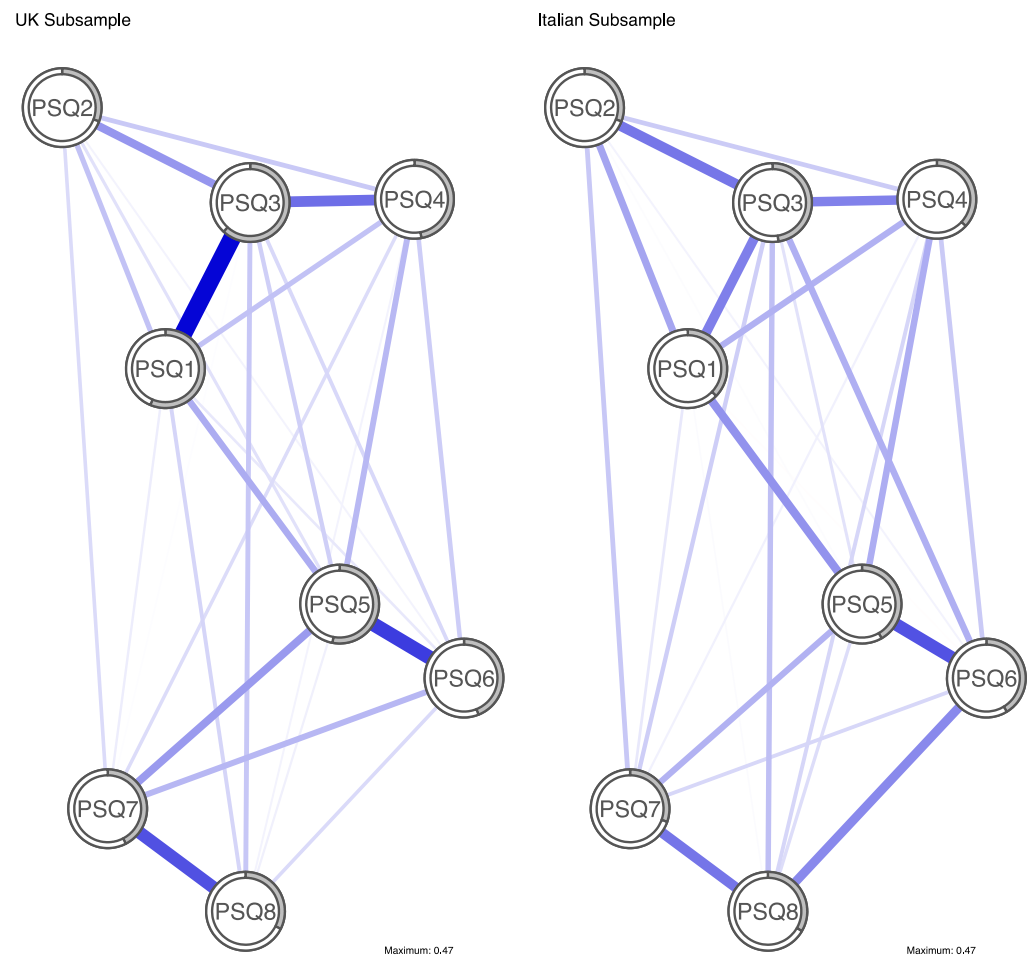 UK Subsample
PSQ2
PSQ3
PSQ4
PSQ1
PSQ5
PSQ6
PSQ7
PSQ8
Maximum: 0.47
Italian Subsample
PSQ2
PSQ3
PSQ4
PSQ1
PSQ5
PSQ6
PSQ7
PSQ8
Maximum: 0.47